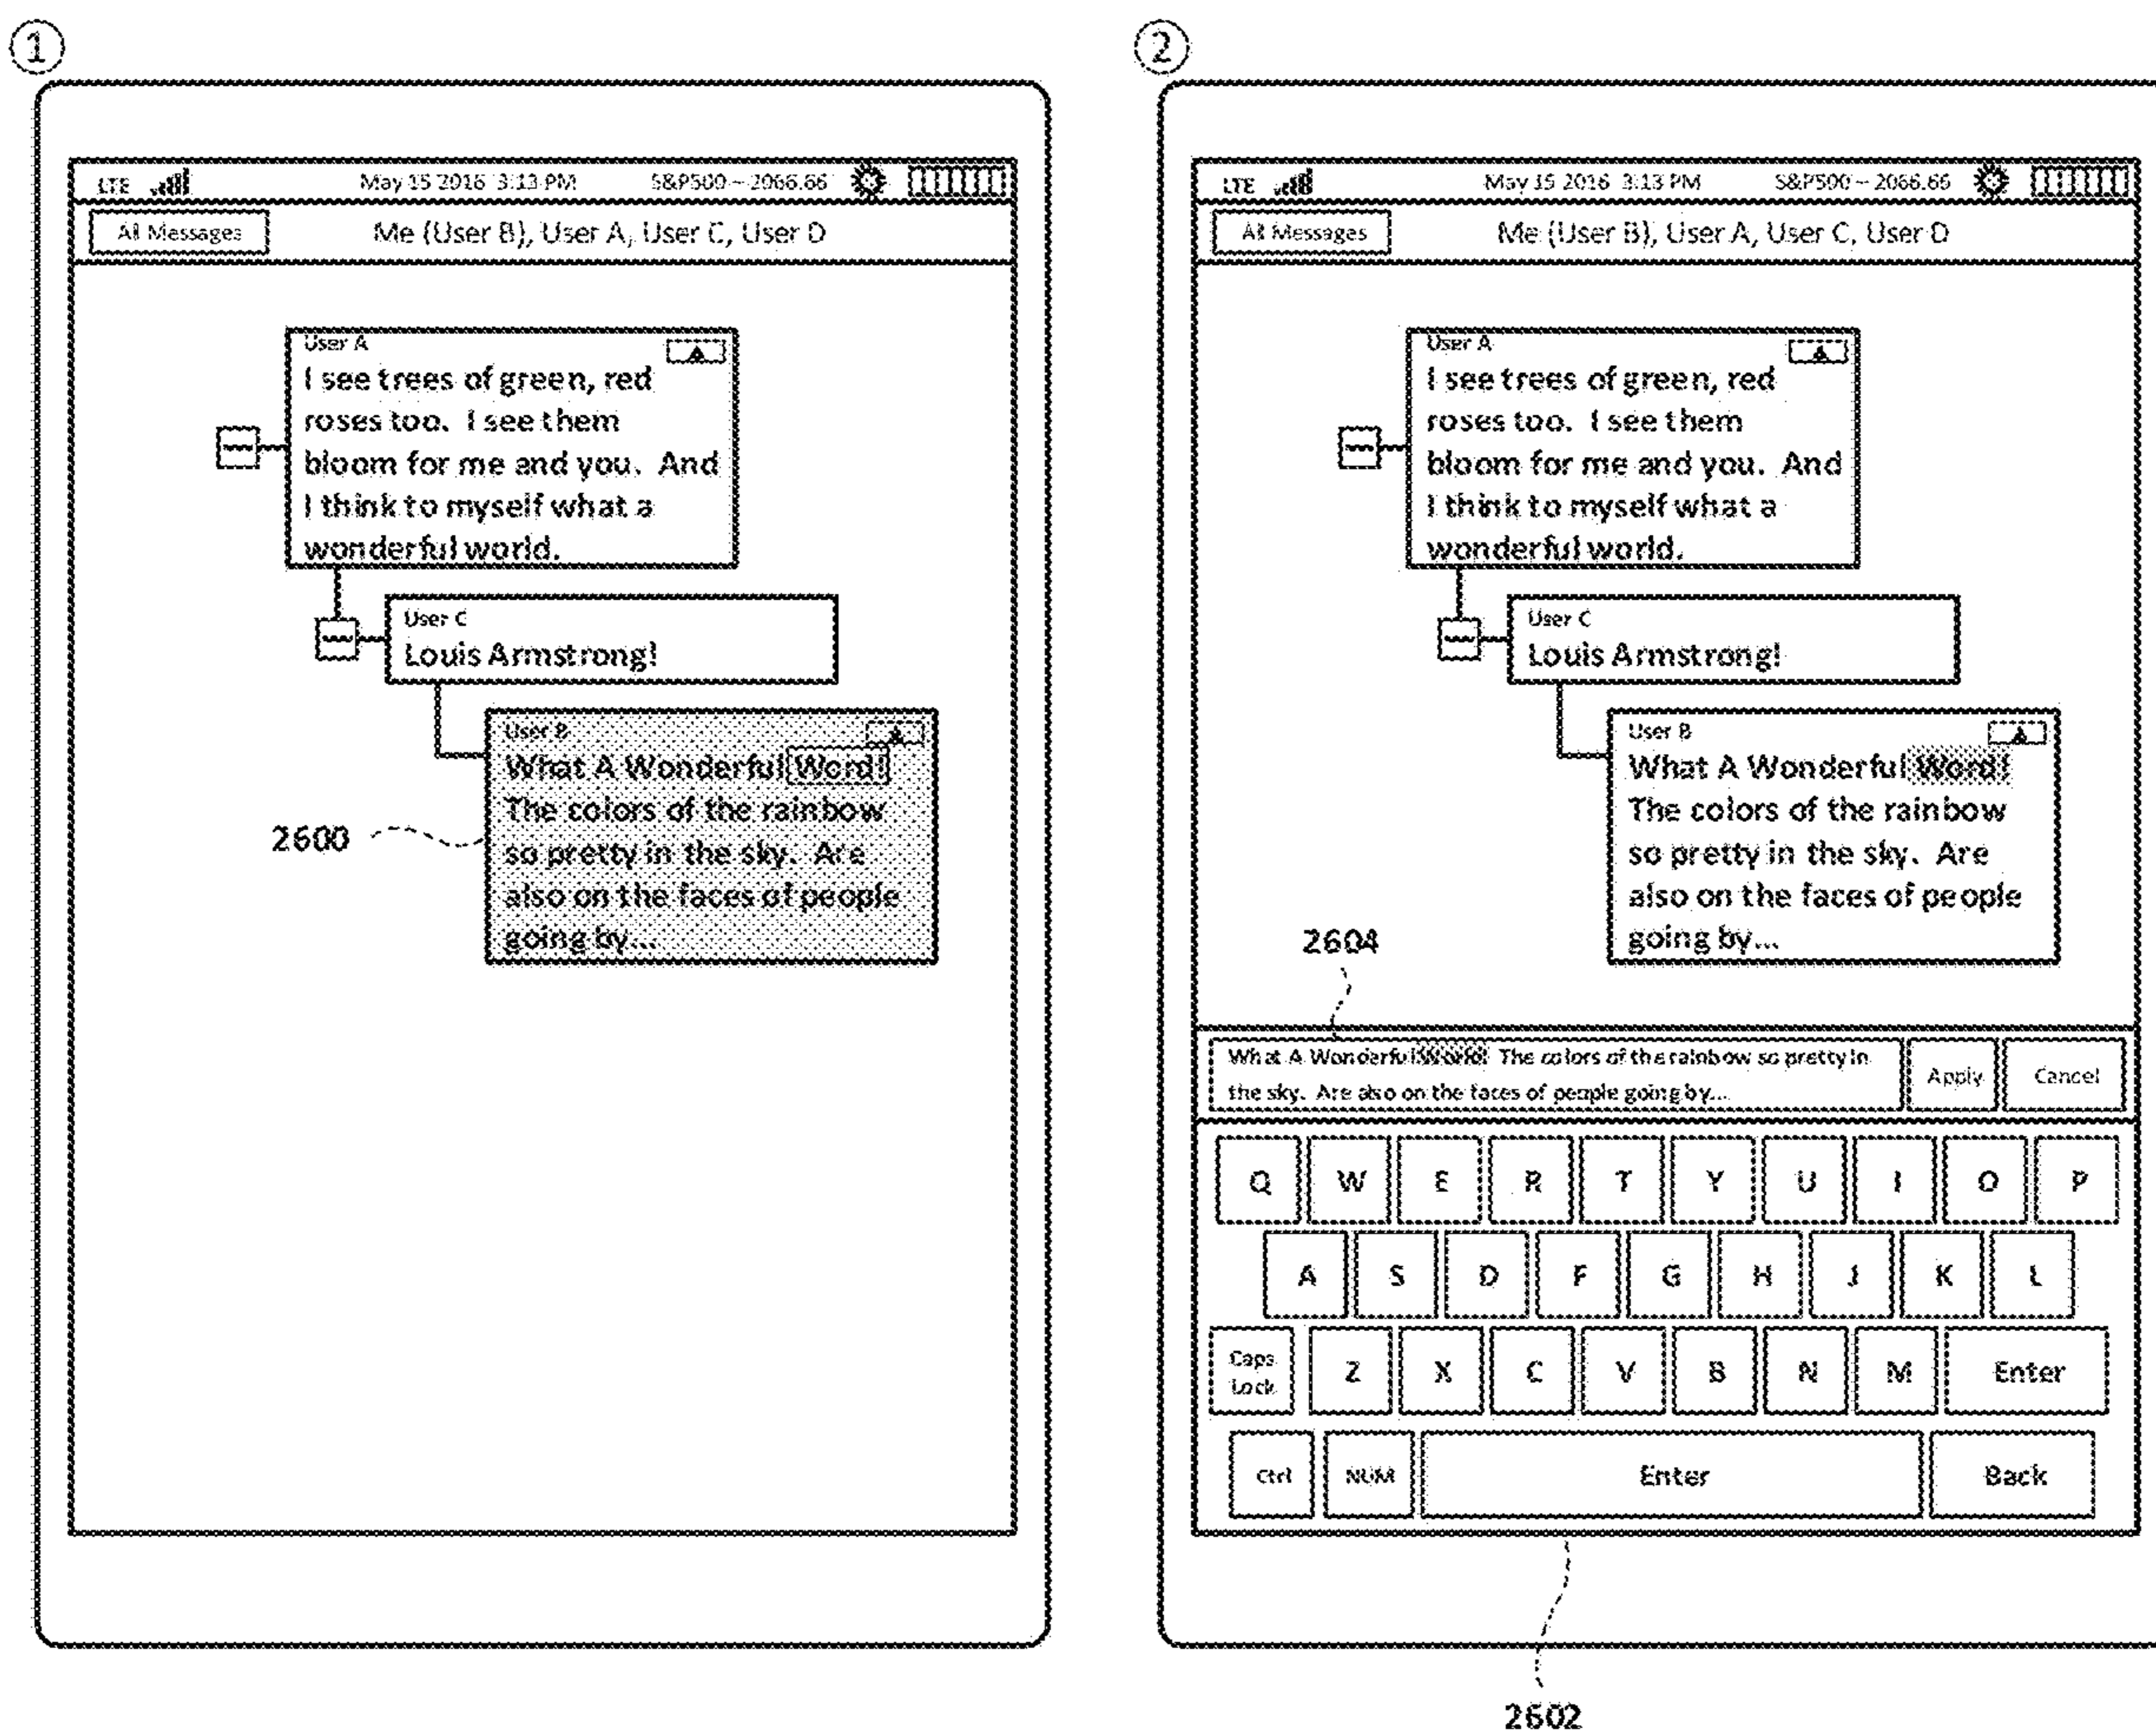 1
LTE May 15 2016 3:13 PM S&P500 – 2066.66
All Messages Me (User B), User A, User C, User D
User A
I see trees of green, red
roses too. I see them
bloom for me and you. And
I think to myself what a
wonderful world.
User C
Louis Armstrong!
User B
What A Wonderful Word!
The colors of the rainbow
so pretty in the sky. Are
also on the faces of people
going by...
2600
2
LTE May 15 2016 3:13 PM S&P500 – 2066.66
All Messages Me (User B), User A, User C, User D
User A
I see trees of green, red
roses too. I see them
bloom for me and you. And
I think to myself what a
wonderful world.
User C
Louis Armstrong!
User B
What A Wonderful Word!
The colors of the rainbow
so pretty in the sky. Are
also on the faces of people
going by...
2604
What A Wonderful World! The colors of the rainbow so pretty in
the sky. Are also on the faces of people going by...
Apply Cancel
Q W E R T Y U I O P
A S D F G H J K L
Caps
Lock
Z X C V B N M Enter
Ctrl NUM Enter Back
2602